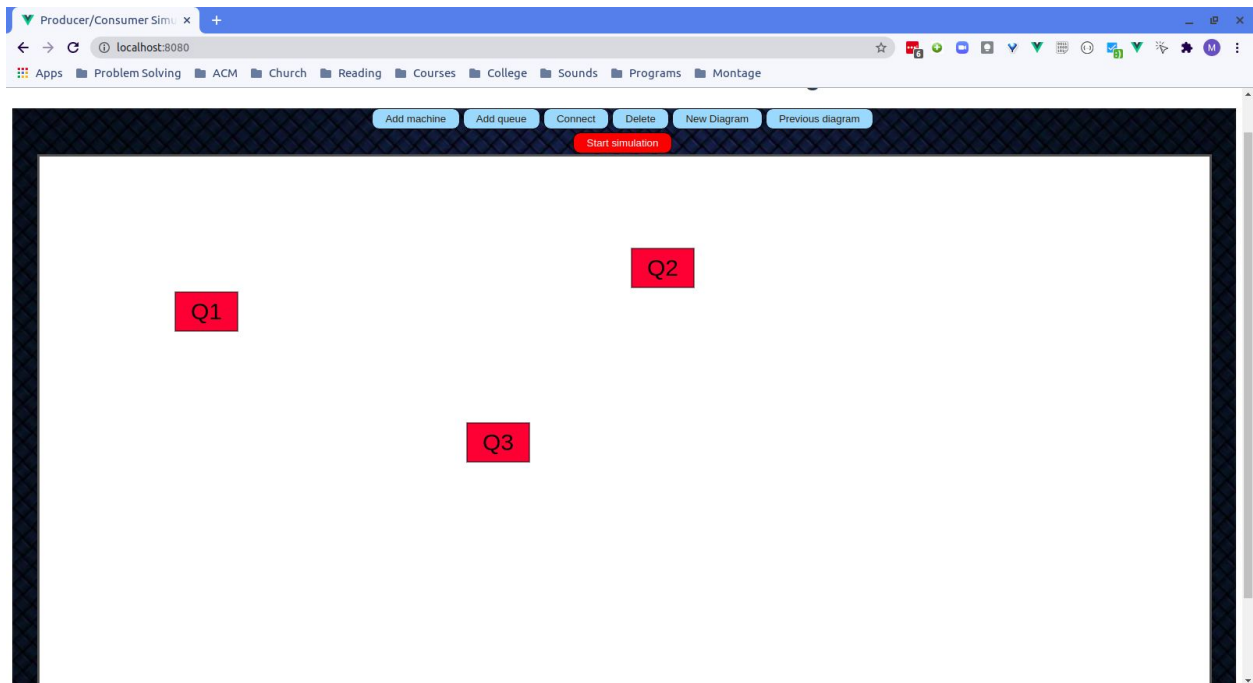 Producer/Consumer Simu
localhost:8080
Apps Problem Solving ACM Church Reading Courses College Sounds Programs Montage
Add machine Add queue Connect Delete New Diagram Previous diagram
Start simulation
Q2
Q1
Q3